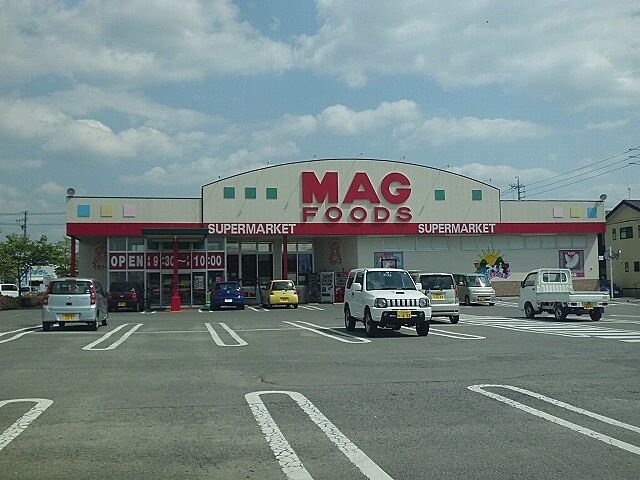 MAG
FOODS
SUPERMARKET
SUPERMARKET
OPEN 9:30~10:00